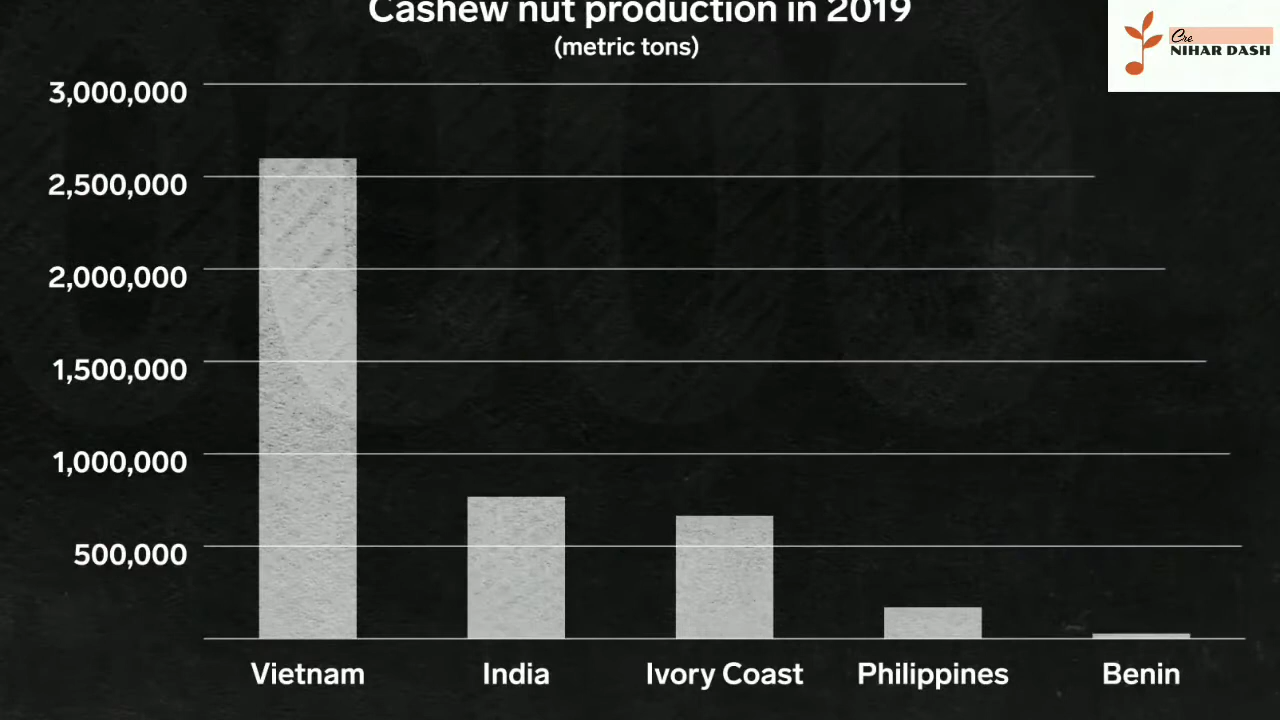 Cashew nut production in 2019
(metric tons)
Cre
NIHAR DASH
3,000,000
2,500,000
2,000,000
1,500,000
1,000,000
500,000
Vietnam India Ivory Coast Philippines Benin